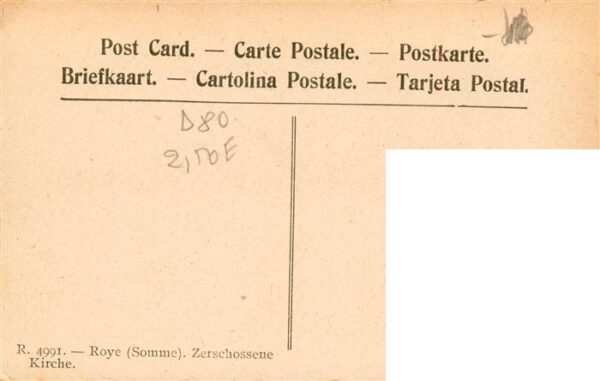 Post Card. — Carte Postale. — Postkarte.
Briefkaart. — Cartolina Postale. — Tarjeta Postal.
D80
2,50E
R. 4991. — Roye (Somme). Zerschossene
Kirche.